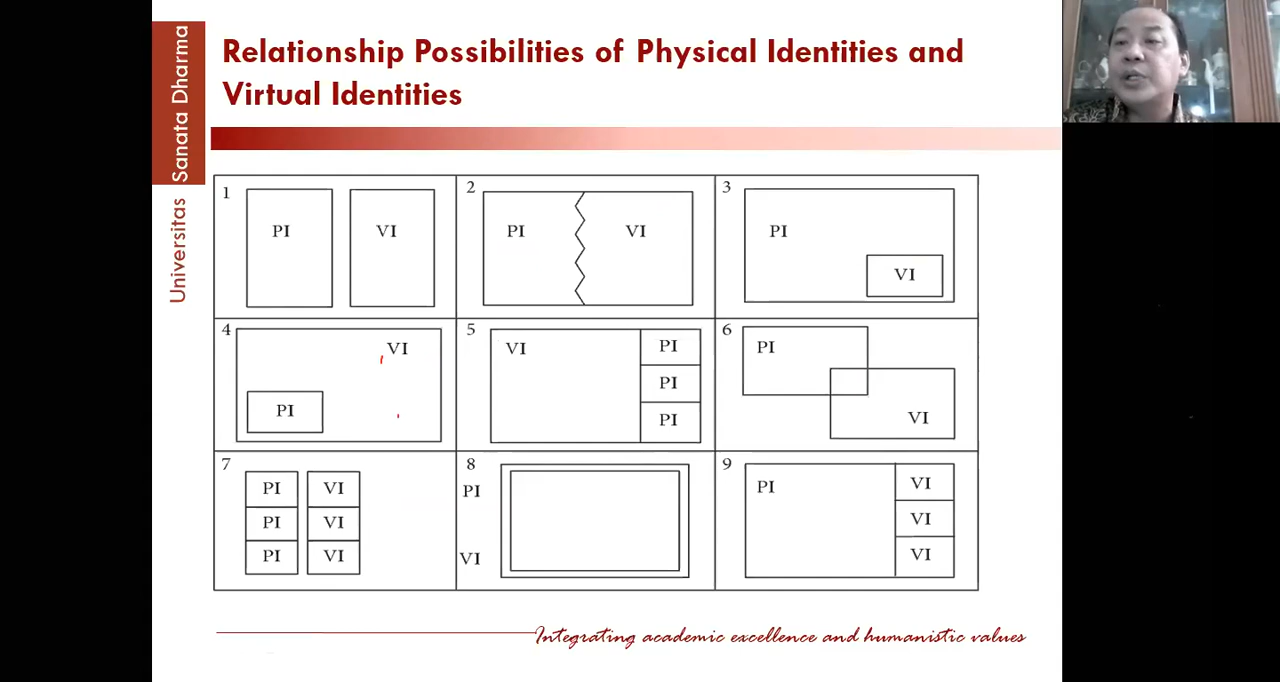 Relationship Possibilities of Physical Identities and
Virtual Identities
Universitas Sanata Dharma
1
PI
VI
2
PI
VI
3
PI
VI
4
VI
PI
5
VI
PI
PI
PI
6
PI
VI
7
PI
VI
PI
VI
PI
VI
8
PI
VI
9
PI
VI
VI
VI
Integrating academic excellence and humanistic values